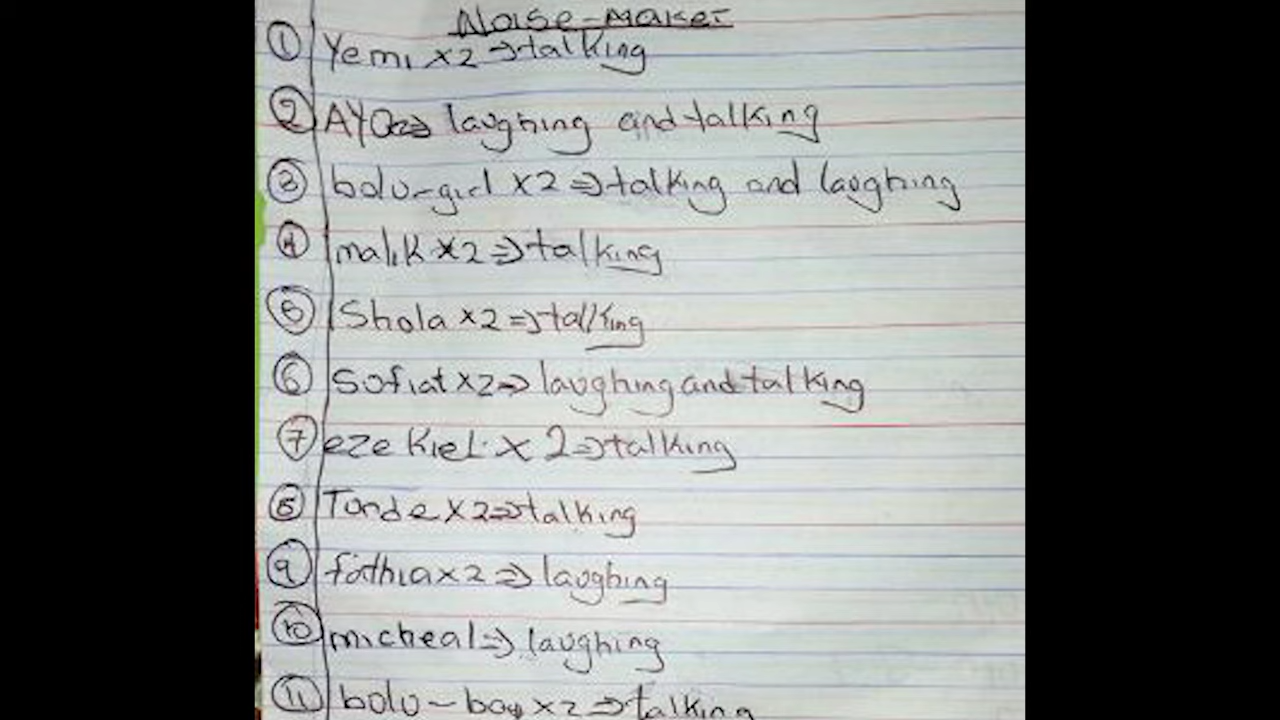 Noise-maker
① Yemi x2 ⇒ talking
② AYO ⇒ laughing and talking
③ bolu-girl x2 ⇒ talking and laughing
④ malik x2 ⇒ talking
⑤ Shola x2 ⇒ talking
⑥ Sofiat x2 ⇒ laughing and talking
⑦ ezekiel x 2 ⇒ talking
⑧ Tunde x2 ⇒ talking
⑨ fathia x2 ⇒ laughing
⑩ micheal ⇒ laughing
⑪ bolu-boy x2 ⇒ talking